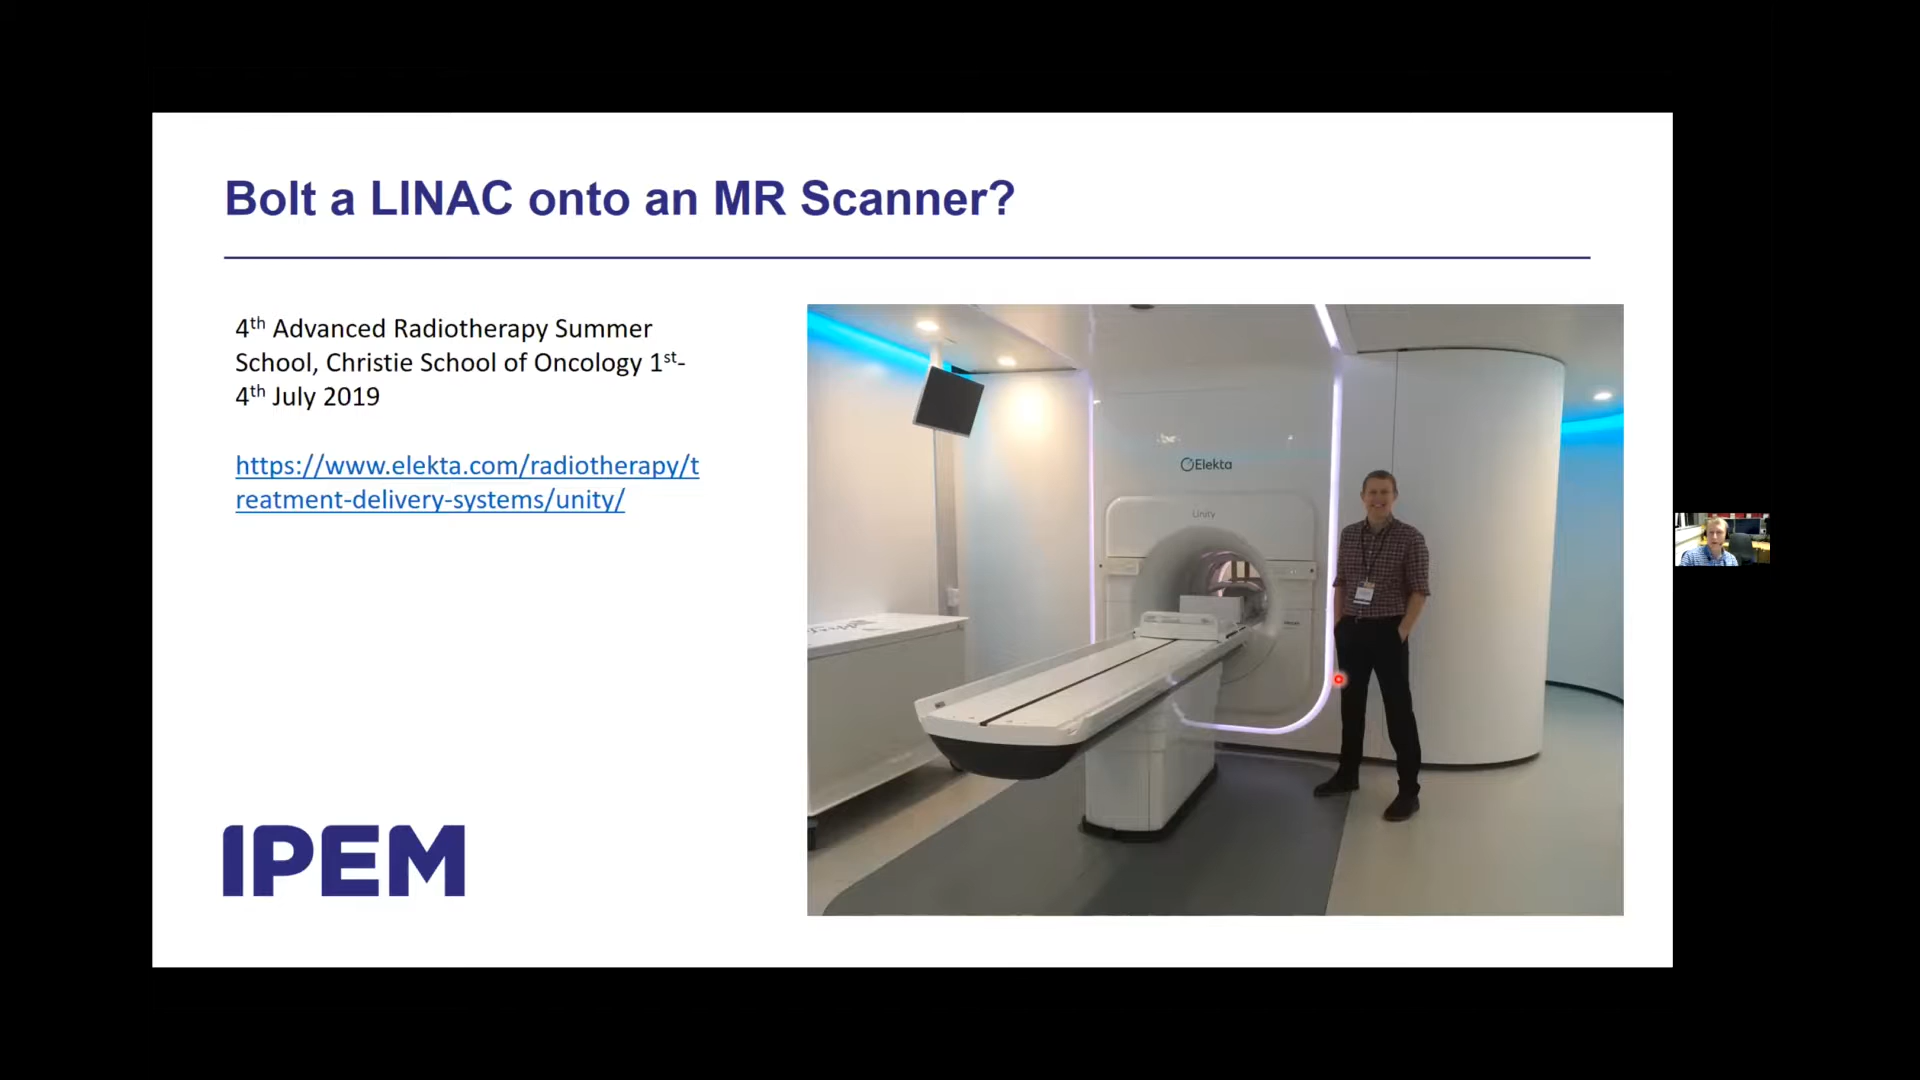 Bolt a LINAC onto an MR Scanner?
4th Advanced Radiotherapy Summer
School, Christie School of Oncology 1st-
4th July 2019
https://www.elekta.com/radiotherapy/t
reatment-delivery-systems/unity/
Elekta
Unity
IPEM